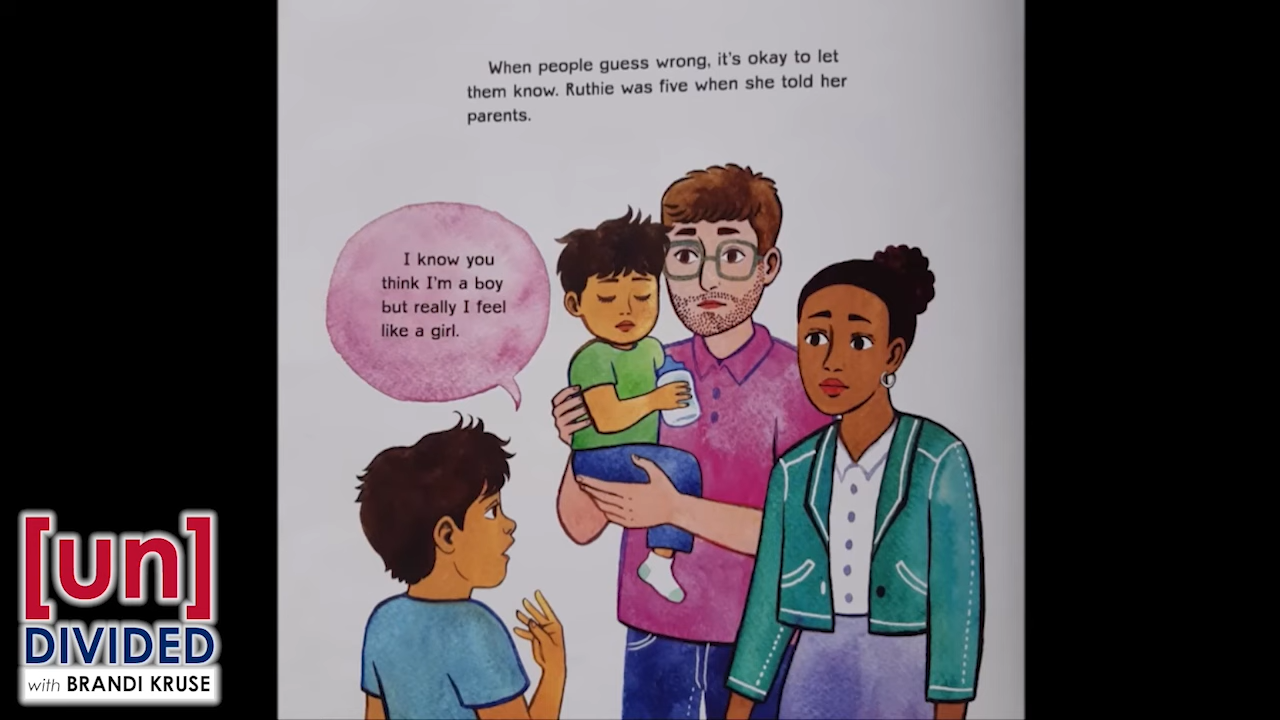 When people guess wrong, it's okay to let
them know. Ruthie was five when she told her
parents.
I know you
think I'm a boy
but really I feel
like a girl.
[un]
DIVIDED
with BRANDI KRUSE